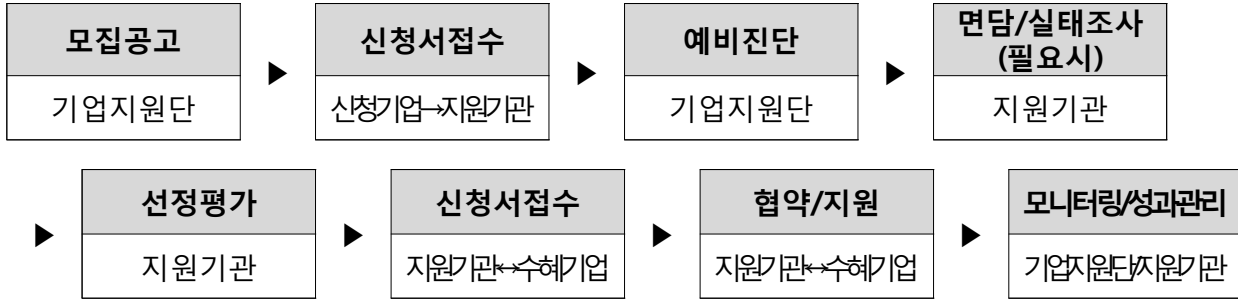 모집공고
기업지원단
▶
신청서접수
신청기업→지원기관
▶
예비진단
기업지원단
▶
면담/실태조사
(필요시)
지원기관
▶
선정평가
지원기관
▶
신청서접수
지원기관↔수혜기업
▶
협약/지원
지원기관↔수혜기업
▶
모니터링/성과관리
기업지원단/지원기관